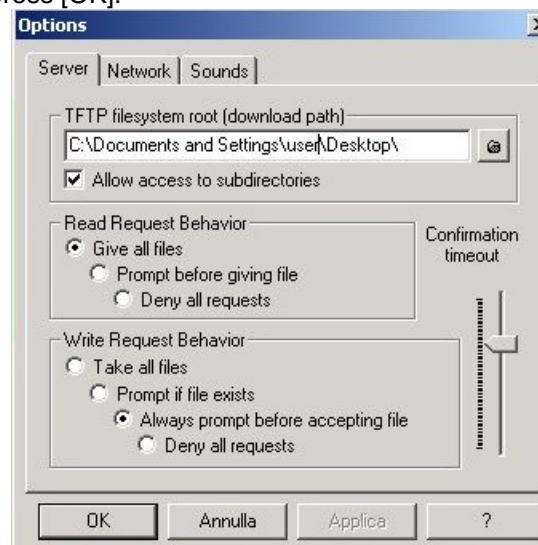 press [OK].
Options
Server Network Sounds
TFTP filesystem root (download path)
C:\Documents and Settings\user\Desktop\
Allow access to subdirectories
Read Request Behavior
Give all files
Prompt before giving file
Deny all requests
Confirmation
timeout
Write Request Behavior
Take all files
Prompt if file exists
Always prompt before accepting file
Deny all requests
OK Annulla Applica ?